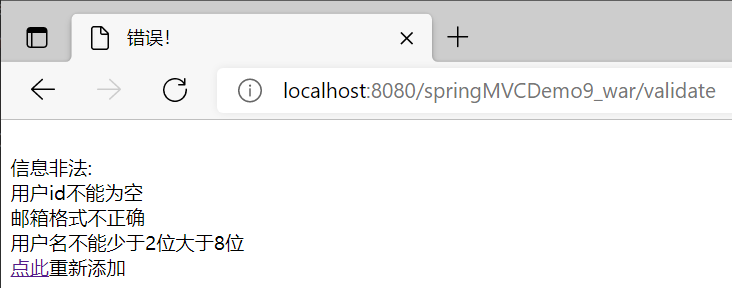 错误!
localhost:8080/springMVCDemo9_war/validate
信息非法:
用户id不能为空
邮箱格式不正确
用户名不能少于2位大于8位
点此重新添加